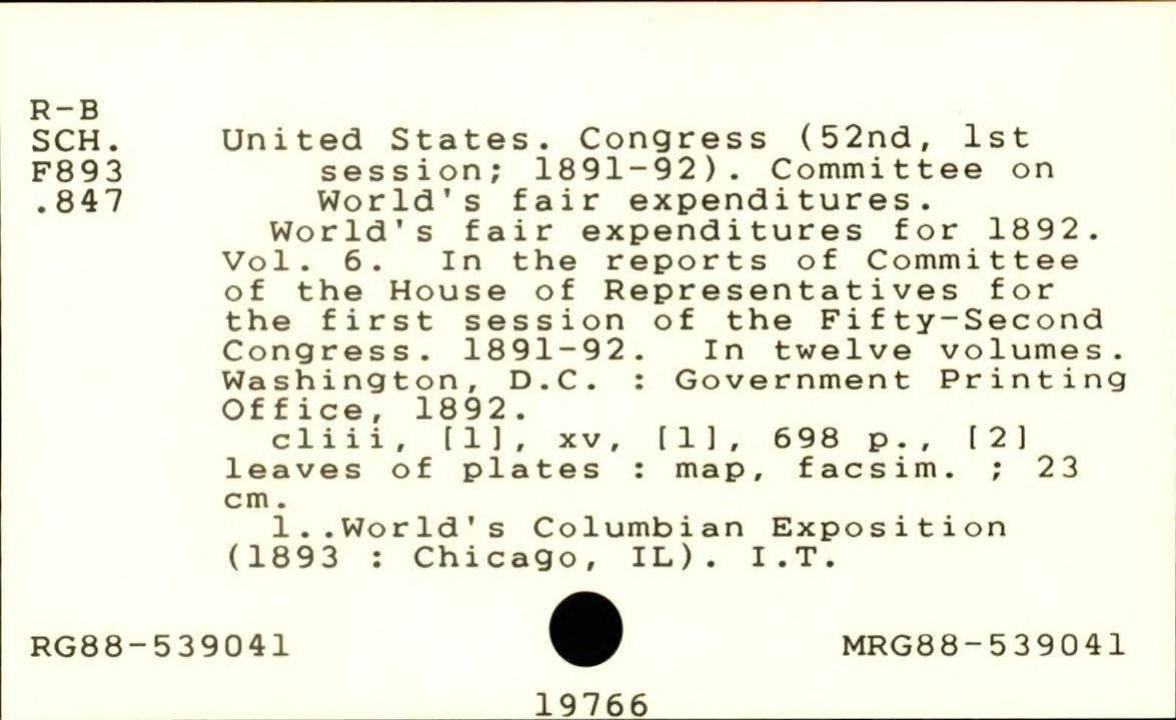 R-B
SCH. United States. Congress (52nd, 1st
F893 session; 1891-92). Committee on
.847 World's fair expenditures.
World's fair expenditures for 1892.
Vol. 6. In the reports of Committee
of the House of Representatives for
the first session of the Fifty-Second
Congress. 1891-92. In twelve volumes.
Washington, D.C. : Government Printing
Office, 1892.
cliii, [1], xv, [1], 698 p., [2]
leaves of plates : map, facsim. ; 23
cm.
1..World's Columbian Exposition
(1893 : Chicago, IL). I.T.
RG88-539041 MRG88-539041
19766